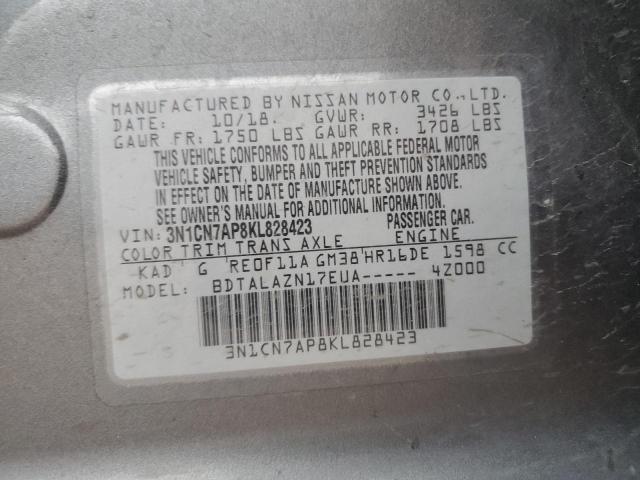 MANUFACTURED BY NISSAN MOTOR CO.,LTD.
DATE: 10/18. GVWR: 3426 LBS
GAWR FR: 1750 LBS GAWR RR: 1708 LBS
THIS VEHICLE CONFORMS TO ALL APPLICABLE FEDERAL MOTOR
VEHICLE SAFETY, BUMPER AND THEFT PREVENTION STANDARDS
IN EFFECT ON THE DATE OF MANUFACTURE SHOWN ABOVE.
SEE OWNER'S MANUAL FOR ADDITIONAL INFORMATION.
VIN: 3N1CN7AP8KL828423 PASSENGER CAR.
COLOR TRIM TRANS AXLE ENGINE
KAD G RE0F11A GM38 HR16DE 1598 CC
MODEL: BDTALAZN17EUA----- 4Z000
3N1CN7AP8KL828423